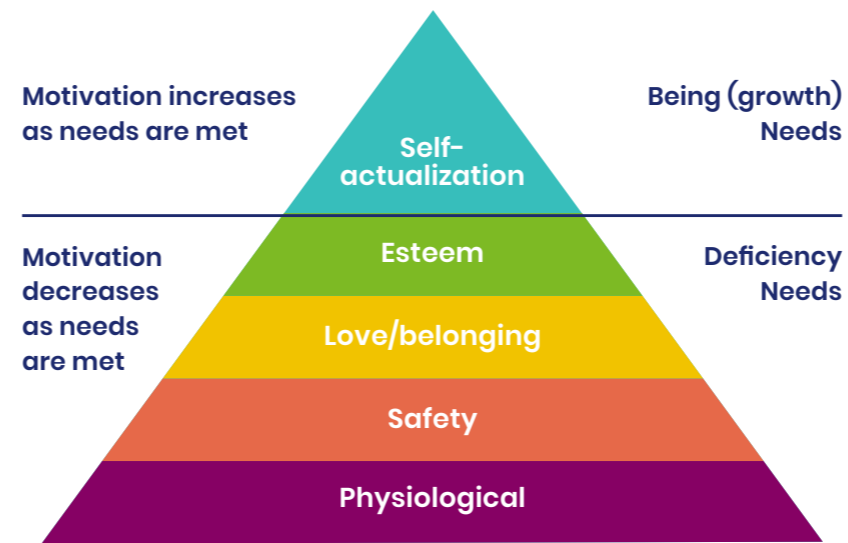 Motivation increases
as needs are met
Being (growth)
Needs
Self-
actualization
Motivation
decreases
as needs
are met
Esteem
Deficiency
Needs
Love/belonging
Safety
Physiological